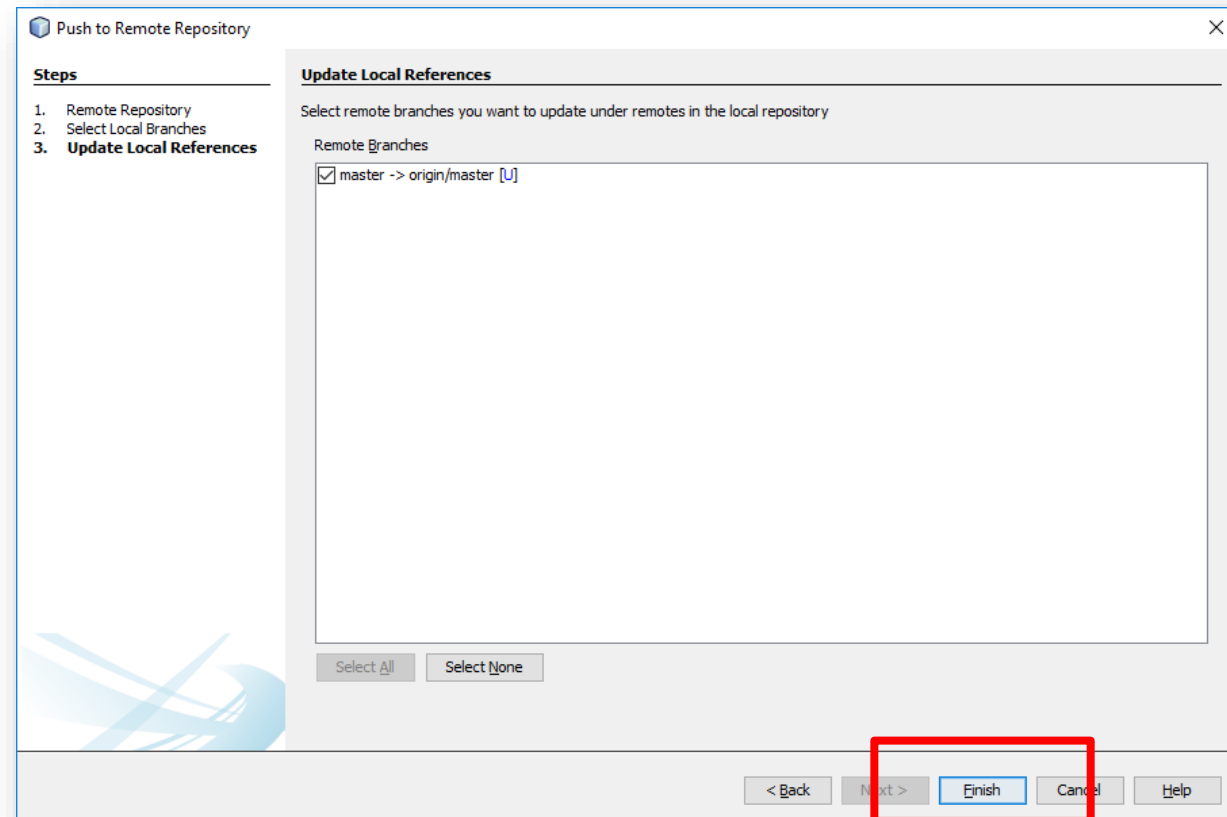 Push to Remote Repository
Steps
1. Remote Repository
2. Select Local Branches
3. Update Local References
Update Local References
Select remote branches you want to update under remotes in the local repository
Remote Branches
master -> origin/master [U]
Select All Select None
< Back Next > Finish Cancel Help